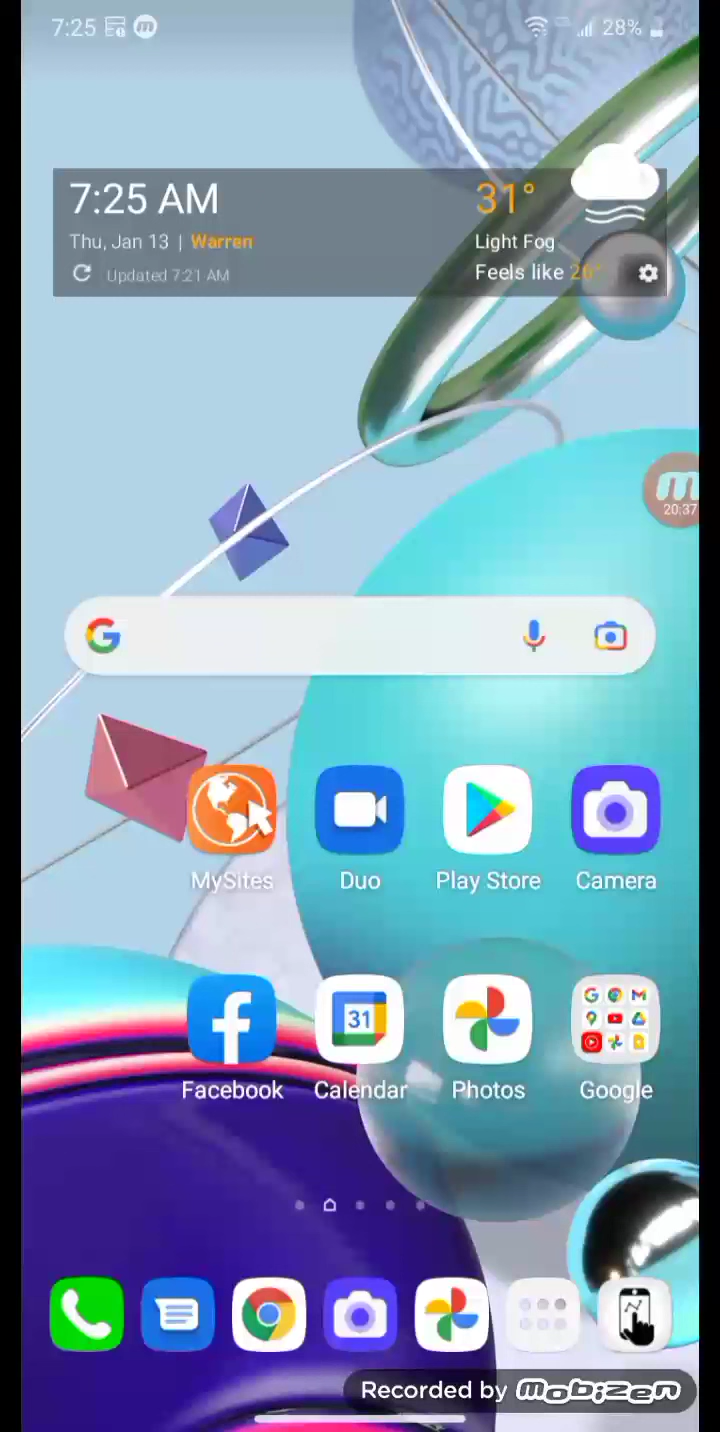 7:25
28%
7:25 AM
31°
Thu, Jan 13 | Warren
Light Fog
Updated 7:21 AM
Feels like 26°
m
20:37
G
MySites
Duo
Play Store
Camera
31
Facebook
Calendar
Photos
Google
Recorded by mobizen